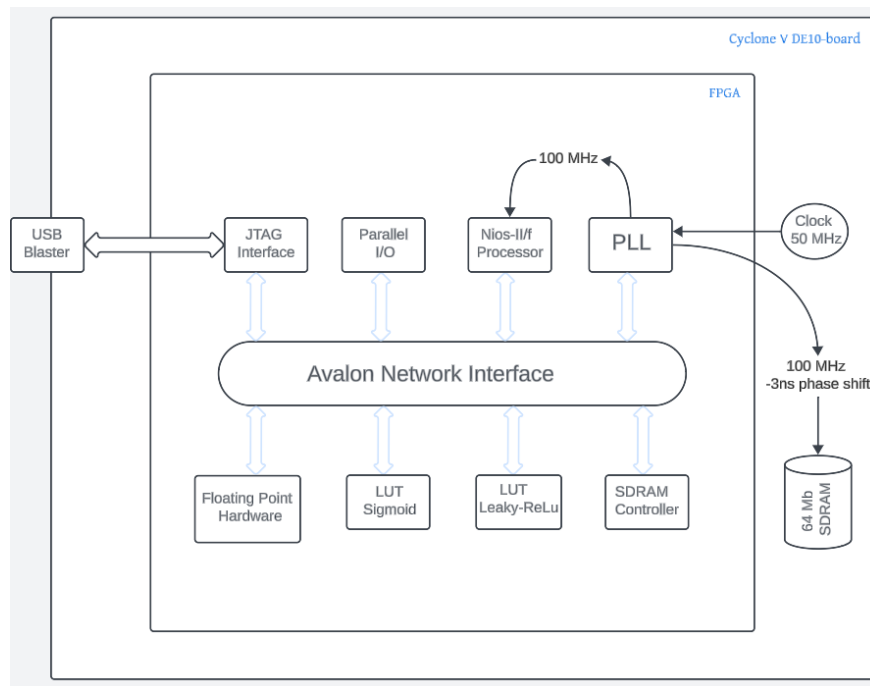 Cyclone V DE10-board
FPGA
100 MHz
USB
Blaster
JTAG
Interface
Parallel
I/O
Nios-II/f
Processor
PLL
Clock
50 MHz
Avalon Network Interface
100 MHz
-3ns phase shift
Floating Point
Hardware
LUT
Sigmoid
LUT
Leaky-ReLu
SDRAM
Controller
64 Mb
SDRAM